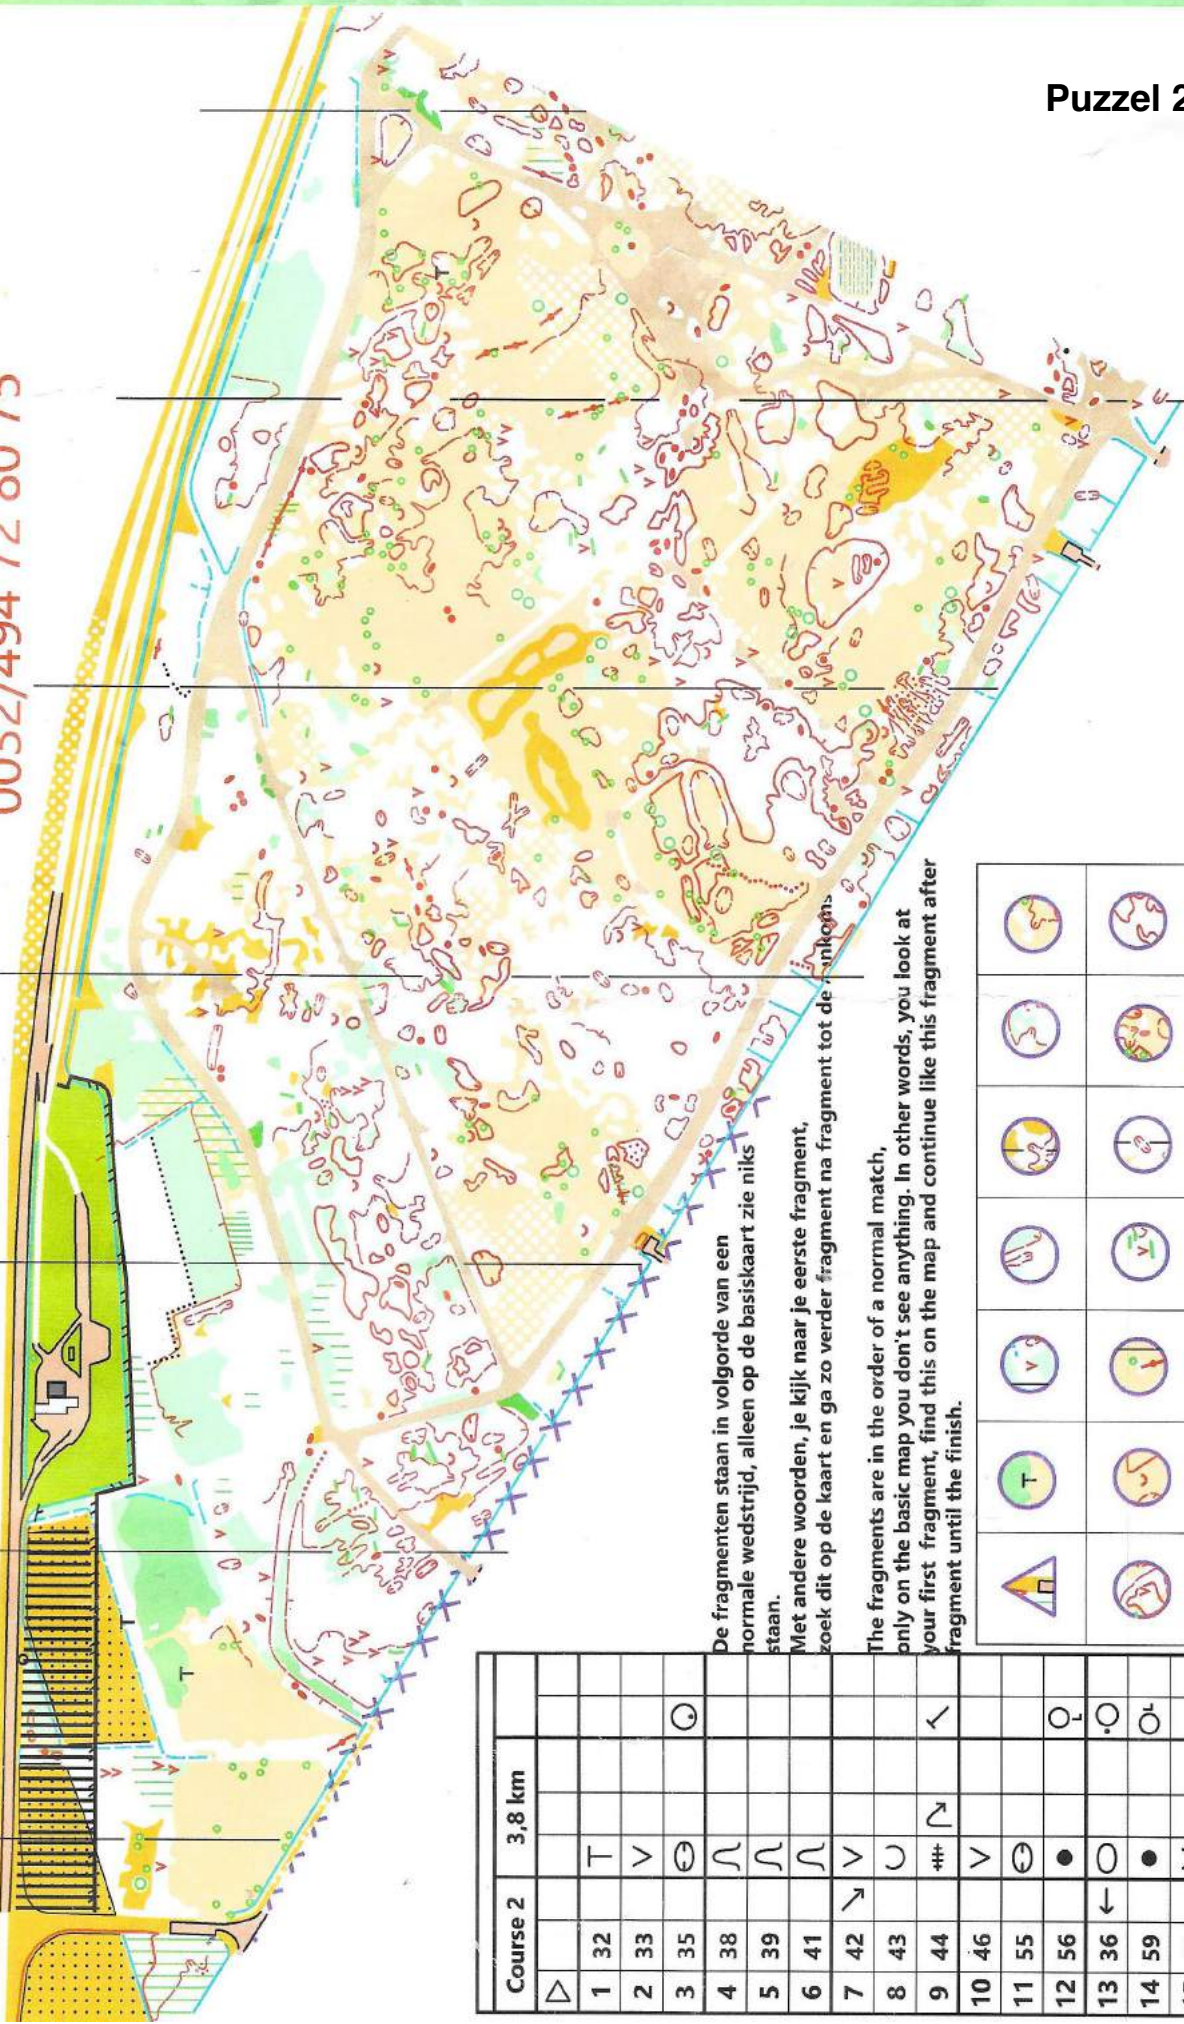 Puzzel 2
0032/494 72 60 75
De fragmenten staan in volgorde van een
normale wedstrijd, alleen op de basiskaart zie niks
staan.
Met andere woorden, je kijk naar je eerste fragment,
zoek dit op de kaart en ga zo verder fragment na fragment tot de
The fragments are in the order of a normal match,
only on the basic map you don't see anything. In other words, you look at
your first fragment, find this on the map and continue like this fragment after
fragment until the finish.
Course 2 3,8 km
1 32
2 33
3 35
4 38
5 39
6 41
7 42
8 43
9 44
10 46
11 55
12 56
13 36
14 59